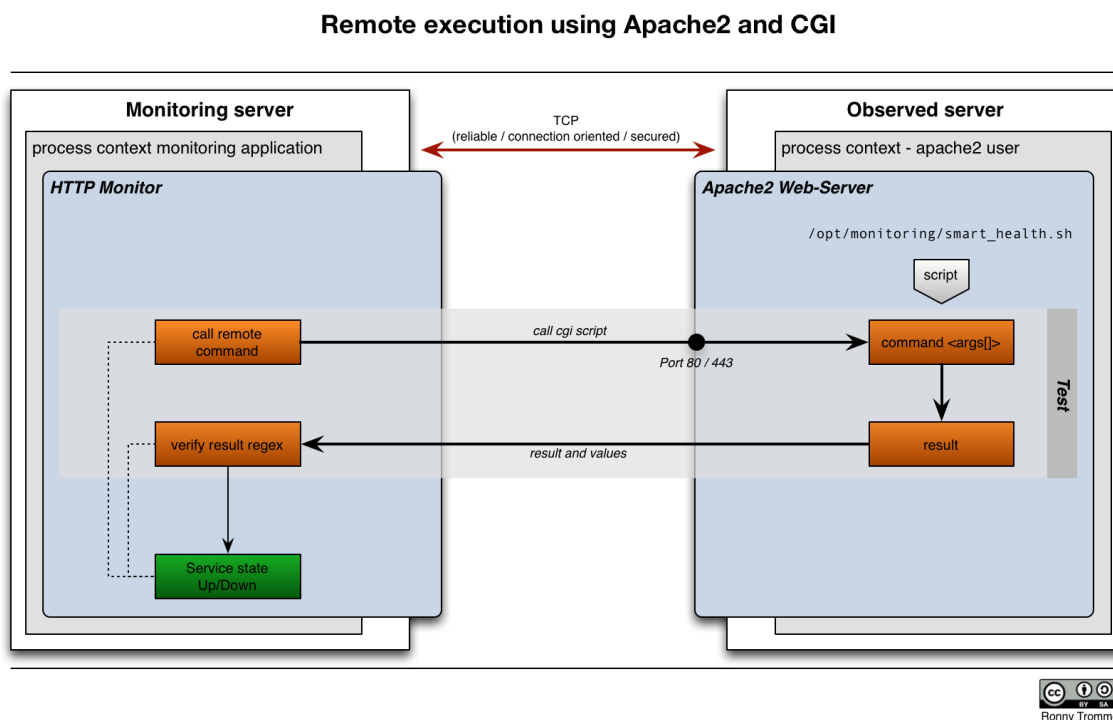 Remote execution using Apache2 and CGI
Monitoring server
process context monitoring application
HTTP Monitor
TCP
(reliable / connection oriented / secured)
Observed server
process context - apache2 user
Apache2 Web-Server
/opt/monitoring/smart_health.sh
script
call remote
command
call cgi script
Port 80 / 443
command <args[]>
Test
verify result regex
result and values
result
Service state
Up/Down
cc
BY SA
Ronny Tromm